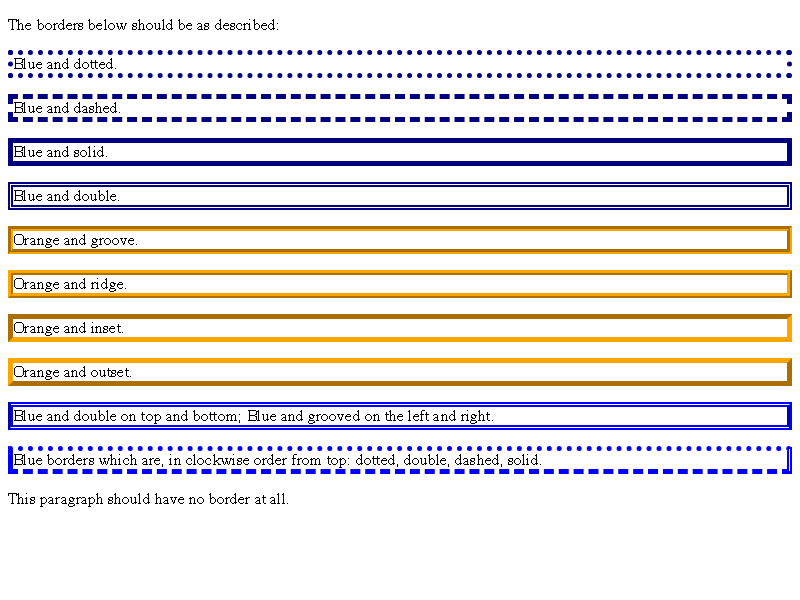 The borders below should be as described:
Blue and dotted.
Blue and dashed.
Blue and solid.
Blue and double.
Orange and groove.
Orange and ridge.
Orange and inset.
Orange and outset.
Blue and double on top and bottom; Blue and grooved on the left and right.
Blue borders which are, in clockwise order from top: dotted, double, dashed, solid.
This paragraph should have no border at all.